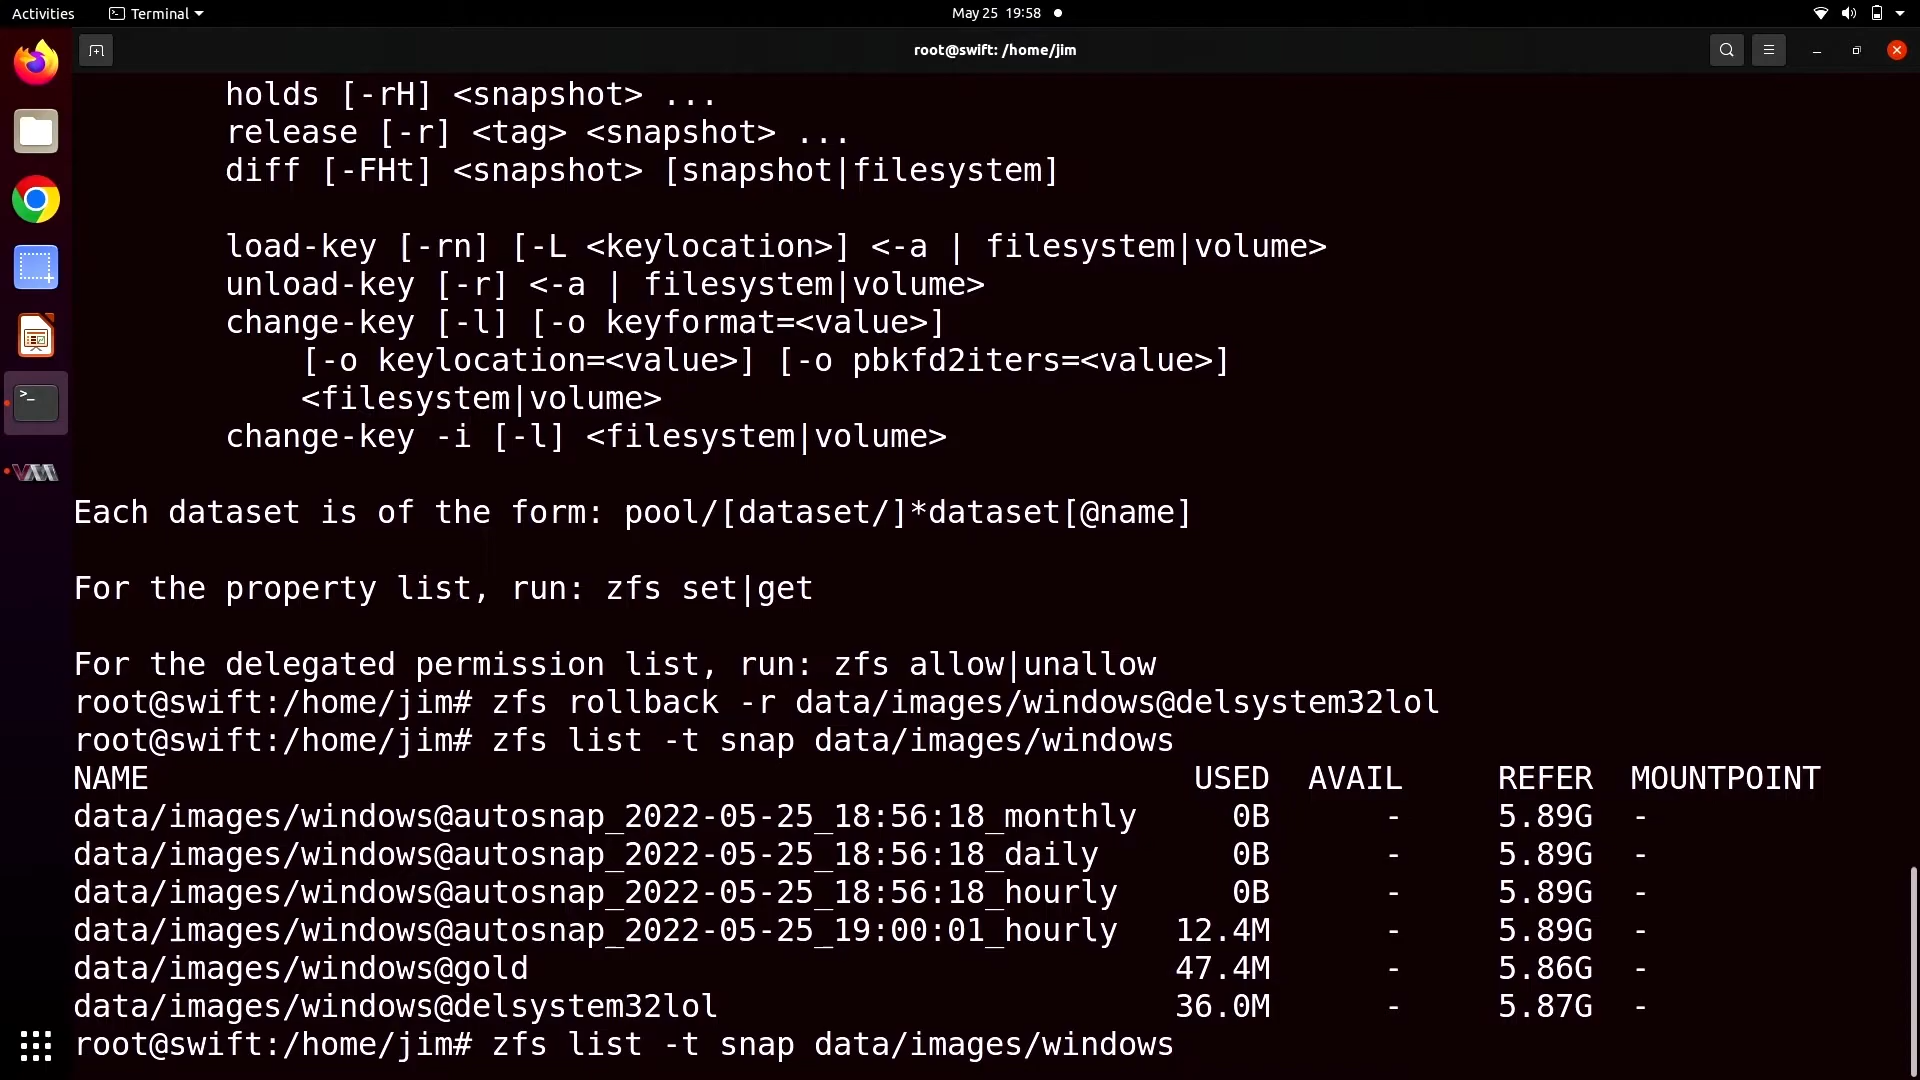 Activities Terminal May 25 19:58
root@swift: /home/jim
holds [-rH] <snapshot> ...
release [-r] <tag> <snapshot> ...
diff [-FHt] <snapshot> [snapshot|filesystem]
load-key [-rn] [-L <keylocation>] <-a | filesystem|volume>
unload-key [-r] <-a | filesystem|volume>
change-key [-l] [-o keyformat=<value>]
[-o keylocation=<value>] [-o pbkfd2iters=<value>]
<filesystem|volume>
change-key -i [-l] <filesystem|volume>
Each dataset is of the form: pool/[dataset/]*dataset[@name]
For the property list, run: zfs set|get
For the delegated permission list, run: zfs allow|unallow
root@swift:/home/jim# zfs rollback -r data/images/windows@delsystem32lol
root@swift:/home/jim# zfs list -t snap data/images/windows
NAME USED AVAIL REFER MOUNTPOINT
data/images/windows@autosnap_2022-05-25_18:56:18_monthly 0B - 5.89G -
data/images/windows@autosnap_2022-05-25_18:56:18_daily 0B - 5.89G -
data/images/windows@autosnap_2022-05-25_18:56:18_hourly 0B - 5.89G -
data/images/windows@autosnap_2022-05-25_19:00:01_hourly 12.4M - 5.89G -
data/images/windows@gold 47.4M - 5.86G -
data/images/windows@delsystem32lol 36.0M - 5.87G -
root@swift:/home/jim# zfs list -t snap data/images/windows